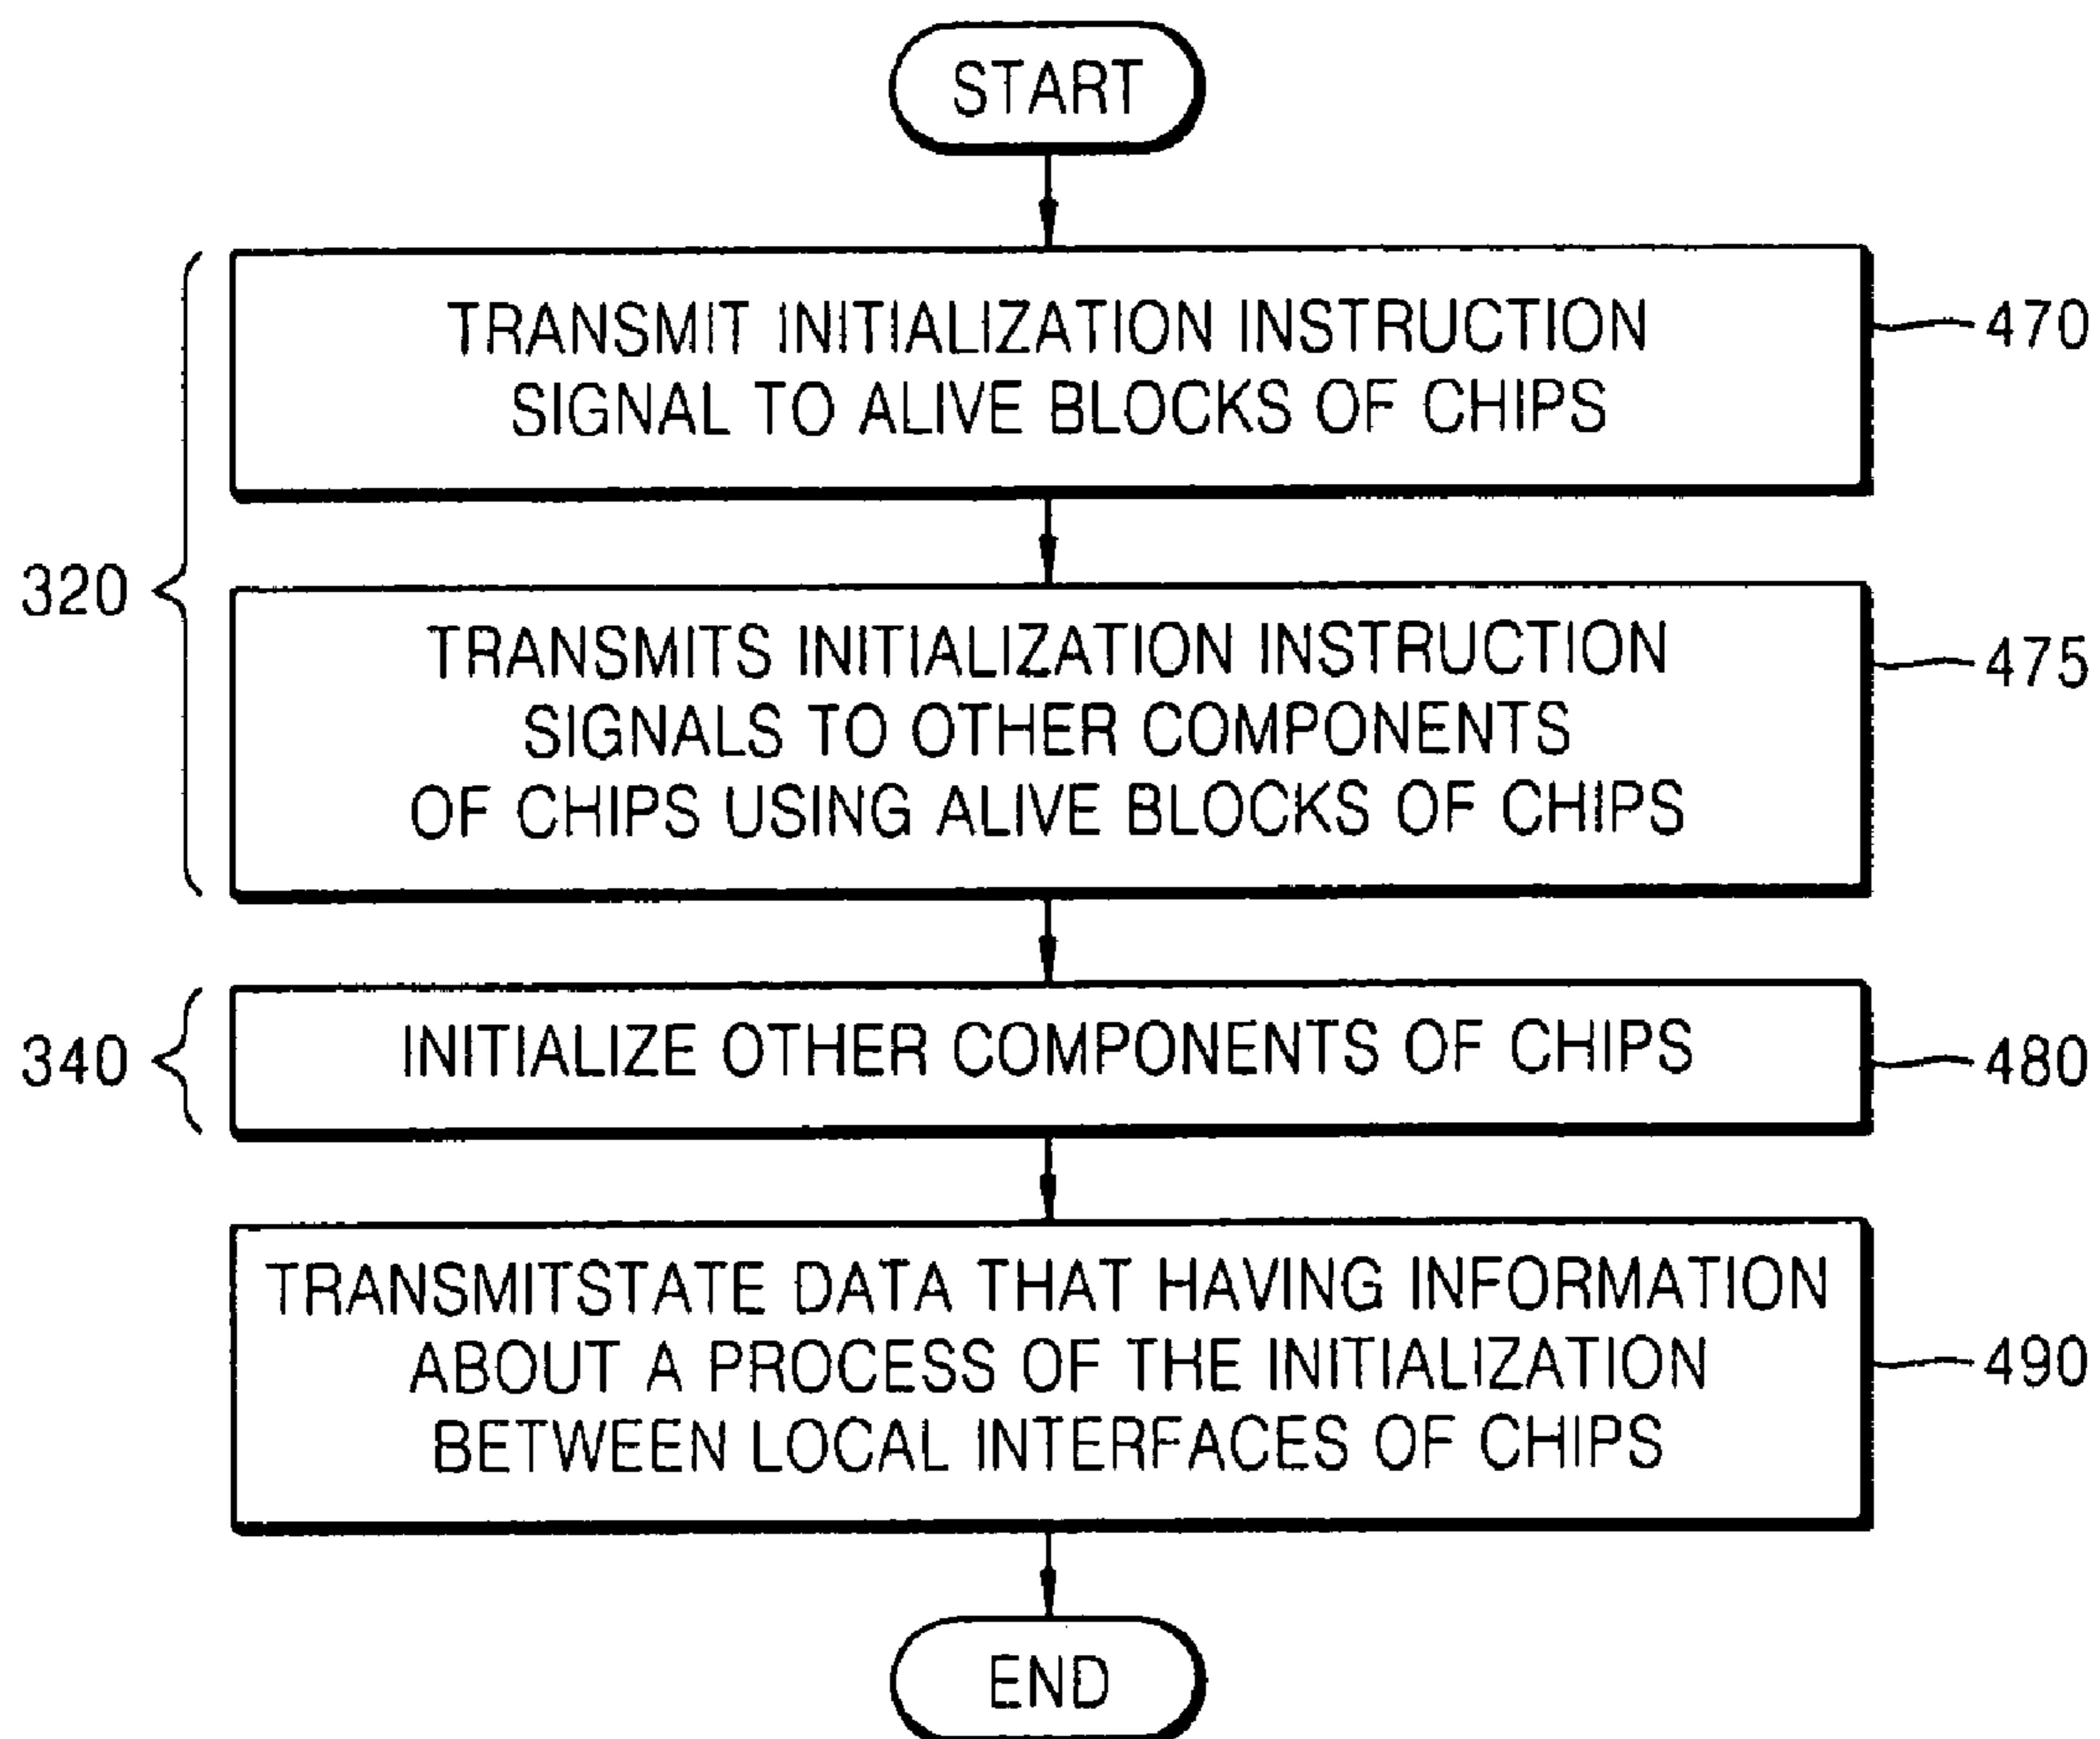 START
TRANSMIT INITIALIZATION INSTRUCTION
SIGNAL TO ALIVE BLOCKS OF CHIPS
470
320
TRANSMITS INITIALIZATION INSTRUCTION
SIGNALS TO OTHER COMPONENTS
OF CHIPS USING ALIVE BLOCKS OF CHIPS
475
340
INITIALIZE OTHER COMPONENTS OF CHIPS
480
TRANSMITSTATE DATA THAT HAVING INFORMATION
ABOUT A PROCESS OF THE INITIALIZATION
BETWEEN LOCAL INTERFACES OF CHIPS
490
END